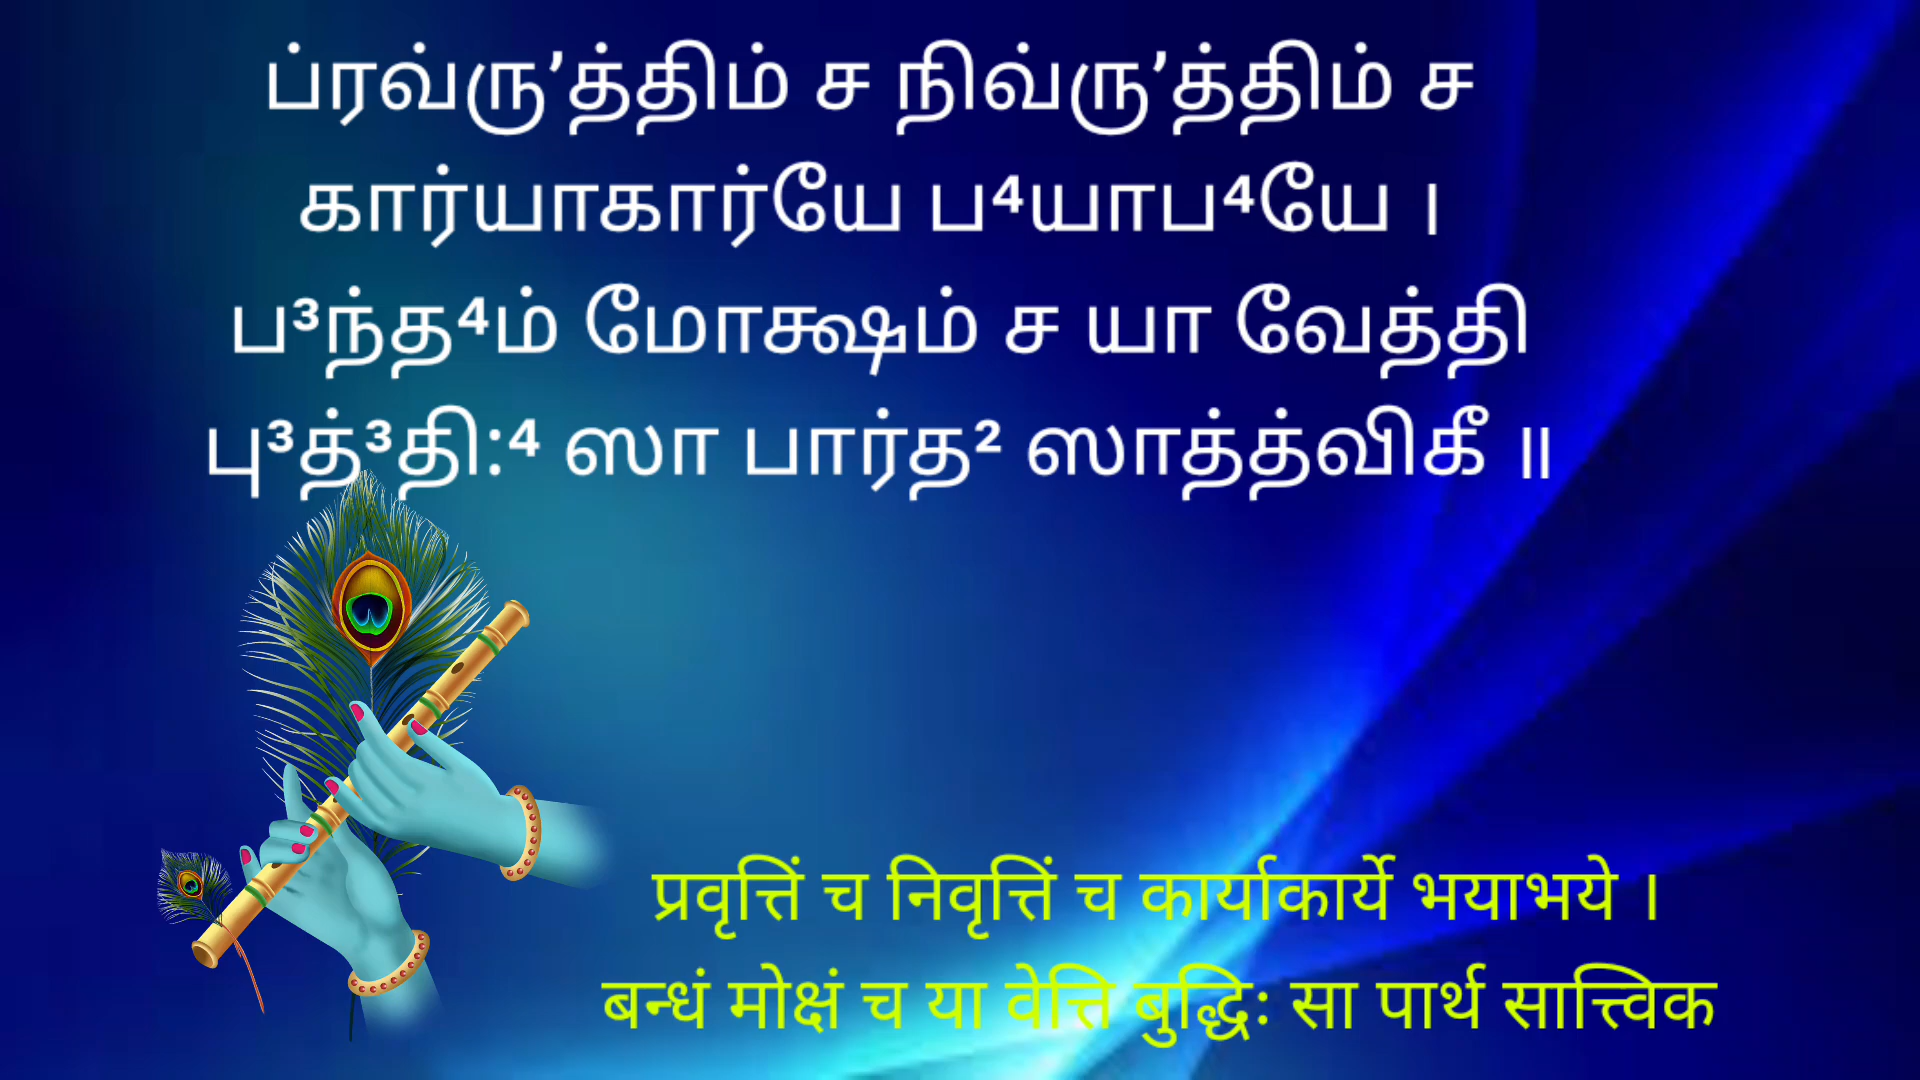 ப்ரவ்ரு’த்திம் ச நிவ்ரு’த்திம் ச
கார்யாகார்யே ப⁴யாப⁴யே ।
ப³ந்த⁴ம் மோக்ஷம் ச யா வேத்தி
பு³த்³தி:⁴ ஸா பார்த² ஸாத்த்விகீ ॥
प्रवृत्तिं च निवृत्तिं च कार्याकार्ये भयाभये ।
बन्धं मोक्षं च या वेत्ति बुद्धिः सा पार्थ सात्त्विक